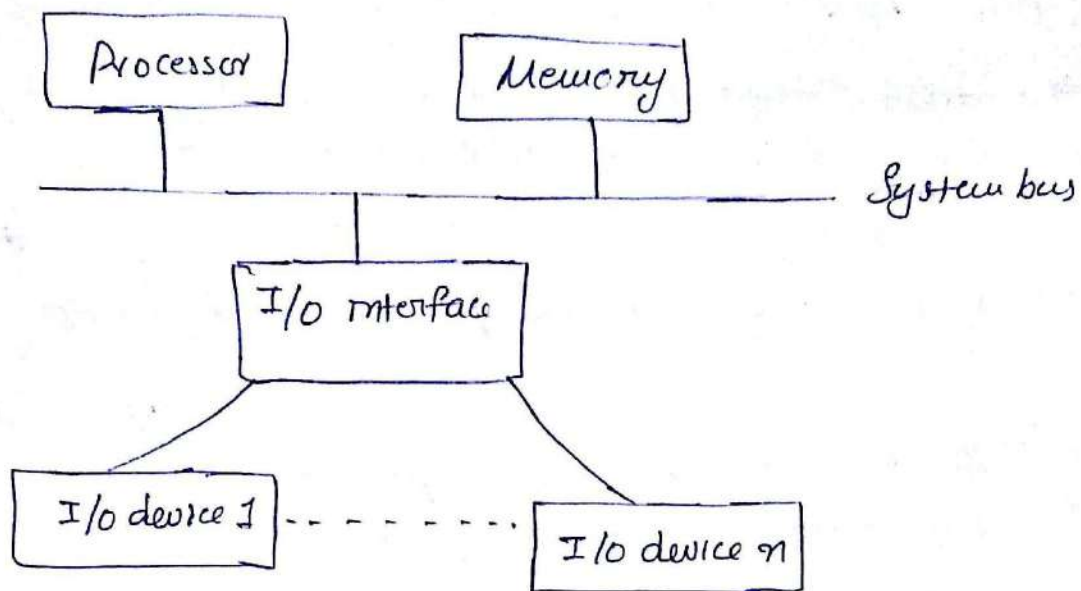 Processor
Memory
System bus
I/O interface
I/O device 1
I/O device n